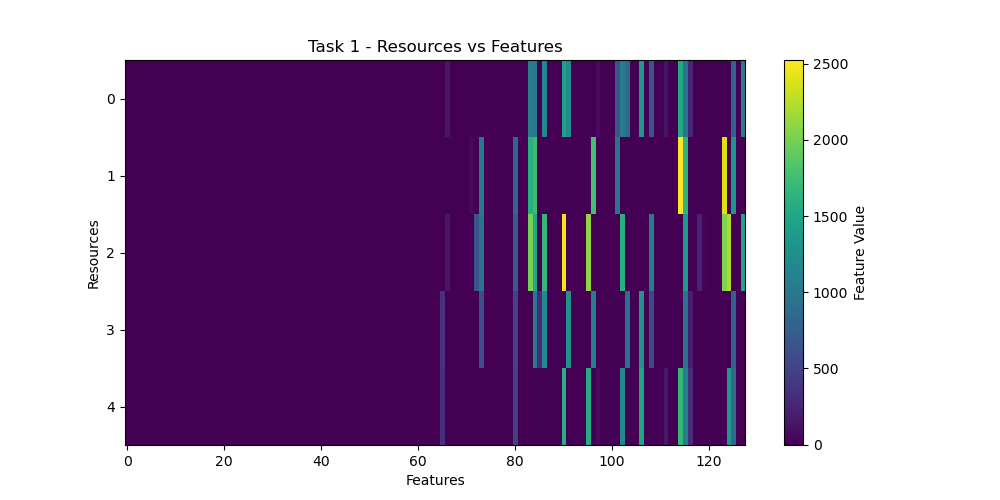 Task 1 - Resources vs Features
Resources
0
1
2
3
4
0 20 40 60 80 100 120
Features
2500
2000
1500
1000
500
0
Feature Value